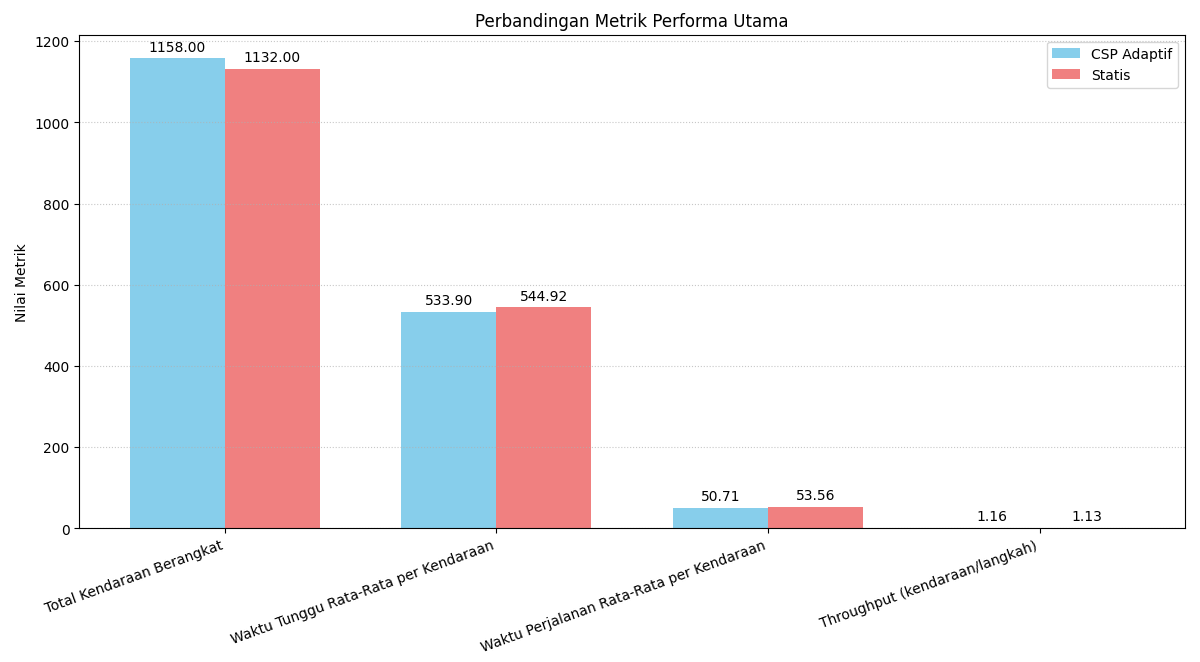 Perbandingan Metrik Performa Utama
CSP Adaptif
Statis
Nilai Metrik
1200
1000
800
600
400
200
0
1158.00
1132.00
533.90
544.92
50.71
53.56
1.16
1.13
Total Kendaraan Berangkat
Waktu Tunggu Rata-Rata per Kendaraan
Waktu Perjalanan Rata-Rata per Kendaraan
Throughput (kendaraan/langkah)